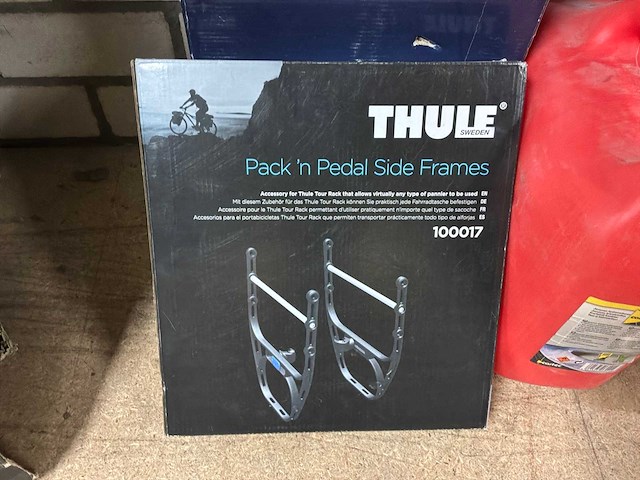 THULE
THULE®
SWEDEN
Pack 'n Pedal Side Frames
Accessory for Thule Tour Rack that allows virtually any type of pannier to be used EN
Mit diesem Zubehör für das Thule Tour Rack können Sie praktisch jede Fahrradtasche befestigen DE
Accessoire pour le Thule Tour Rack permettant d'utiliser pratiquement n'importe quel type de sacoche FR
Accesorios para el portabicicletas Thule Tour Rack que permiten transportar prácticamente todo tipo de alforjas ES
100017